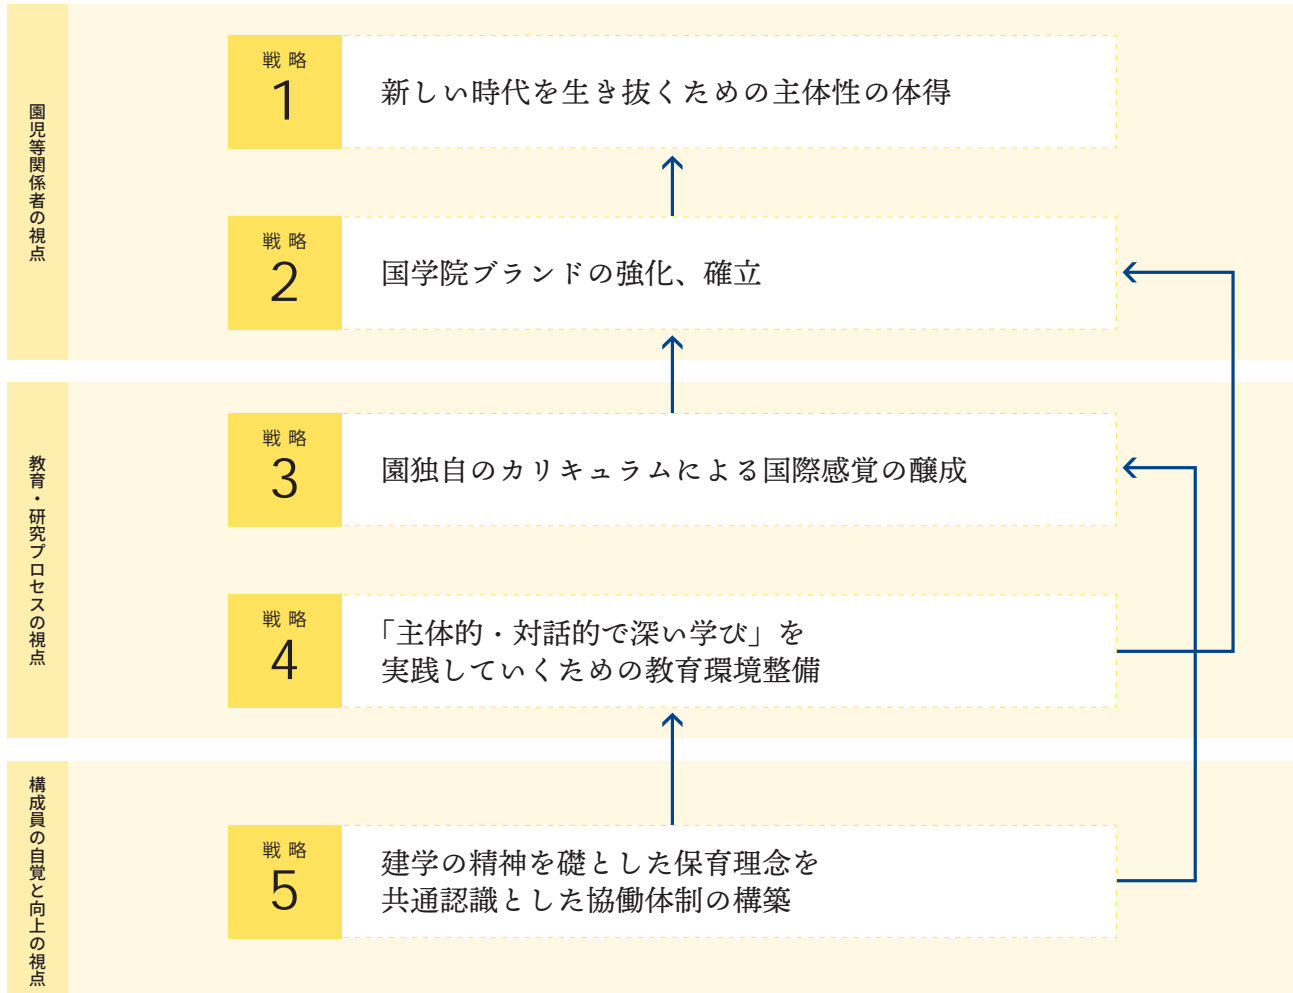 園児等関係者の視点
戦略
1
新しい時代を生き抜くための主体性の体得
戦略
2
国学院ブランドの強化、確立
教育・研究プロセスの視点
戦略
3
園独自のカリキュラムによる国際感覚の醸成
戦略
4
「主体的・対話的で深い学び」を
実践していくための教育環境整備
構成員の自覚と向上の視点
戦略
5
建学の精神を礎とした保育理念を
共通認識とした協働体制の構築